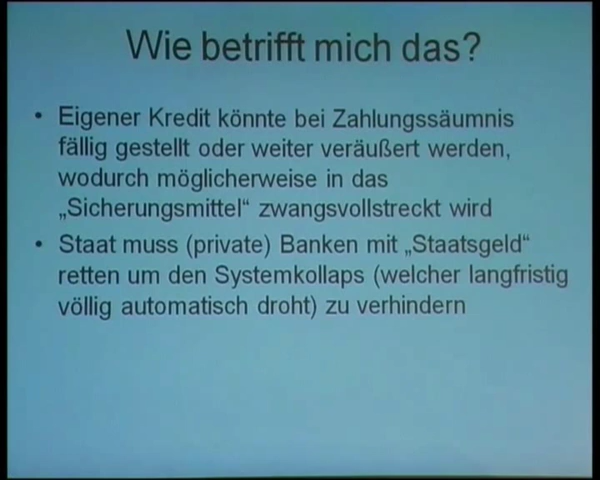 Wie betrifft mich das?
• Eigener Kredit könnte bei Zahlungssäumnis
fällig gestellt oder weiter veräußert werden,
wodurch möglicherweise in das
„Sicherungsmittel“ zwangsvollstreckt wird
• Staat muss (private) Banken mit „Staatsgeld“
retten um den Systemkollaps (welcher langfristig
völlig automatisch droht) zu verhindern